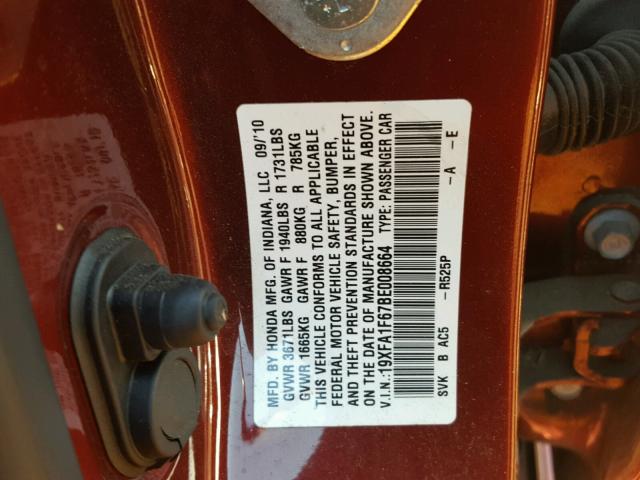 MFD. BY HONDA MFG. OF INDIANA, LLC 09/'10
GVWR 3671LBS GAWR F 1940LBS R 1731LBS
GVWR 1665KG GAWR F 880KG R 785KG
THIS VEHICLE CONFORMS TO ALL APPLICABLE
FEDERAL MOTOR VEHICLE SAFETY, BUMPER,
AND THEFT PREVENTION STANDARDS IN EFFECT
ON THE DATE OF MANUFACTURE SHOWN ABOVE.
V.I.N.:19XFA1F67BE008664 TYPE: PASSENGER CAR
SVK B AC5 -R525P -A -E